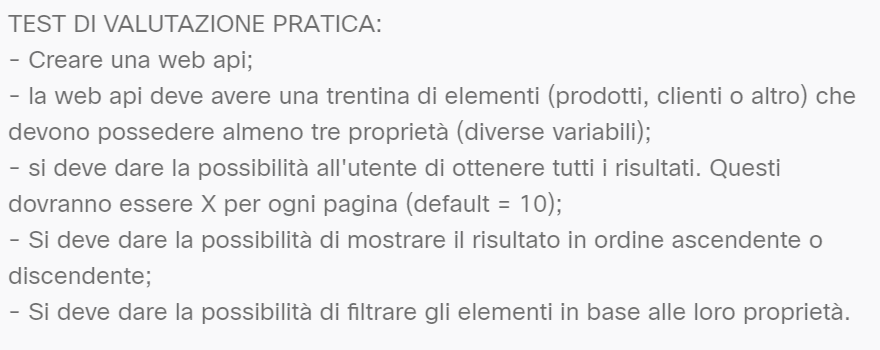 TEST DI VALUTAZIONE PRATICA:
- Creare una web api;
- la web api deve avere una trentina di elementi (prodotti, clienti o altro) che
devono possedere almeno tre proprietà (diverse variabili);
- si deve dare la possibilità all'utente di ottenere tutti i risultati. Questi
dovranno essere X per ogni pagina (default = 10);
- Si deve dare la possibilità di mostrare il risultato in ordine ascendente o
discendente;
- Si deve dare la possibilità di filtrare gli elementi in base alle loro proprietà.